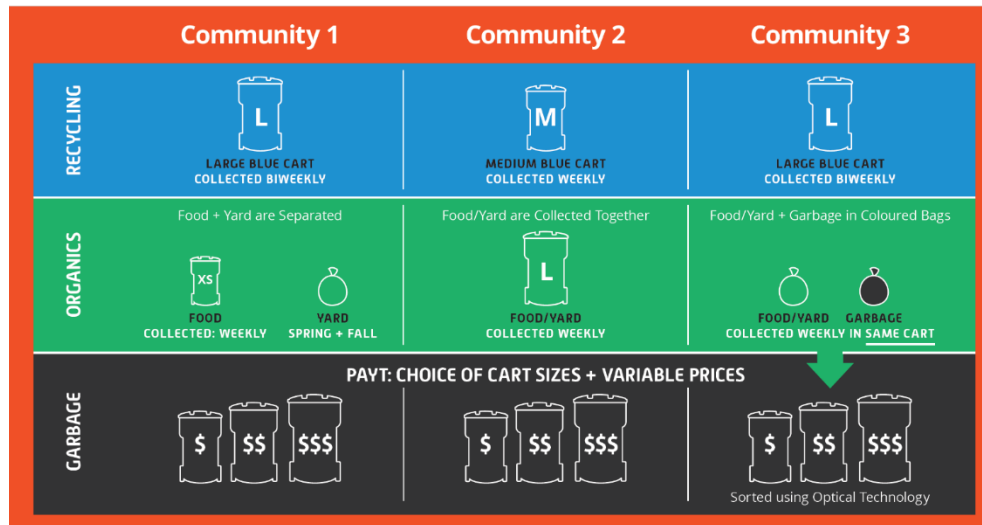 Community 1
Community 2
Community 3
RECYCLING
L
LARGE BLUE CART
COLLECTED BIWEEKLY
M
MEDIUM BLUE CART
COLLECTED WEEKLY
L
LARGE BLUE CART
COLLECTED BIWEEKLY
ORGANICS
Food + Yard are Separated
XS
FOOD
COLLECTED: WEEKLY
YARD
SPRING + FALL
Food/Yard are Collected Together
L
FOOD/YARD
COLLECTED WEEKLY
Food/Yard + Garbage in Coloured Bags
FOOD/YARD GARBAGE
COLLECTED WEEKLY IN SAME CART
GARBAGE
PAYT: CHOICE OF CART SIZES + VARIABLE PRICES
$ $$ $$$
$ $$ $$$
$ $$ $$$
Sorted using Optical Technology